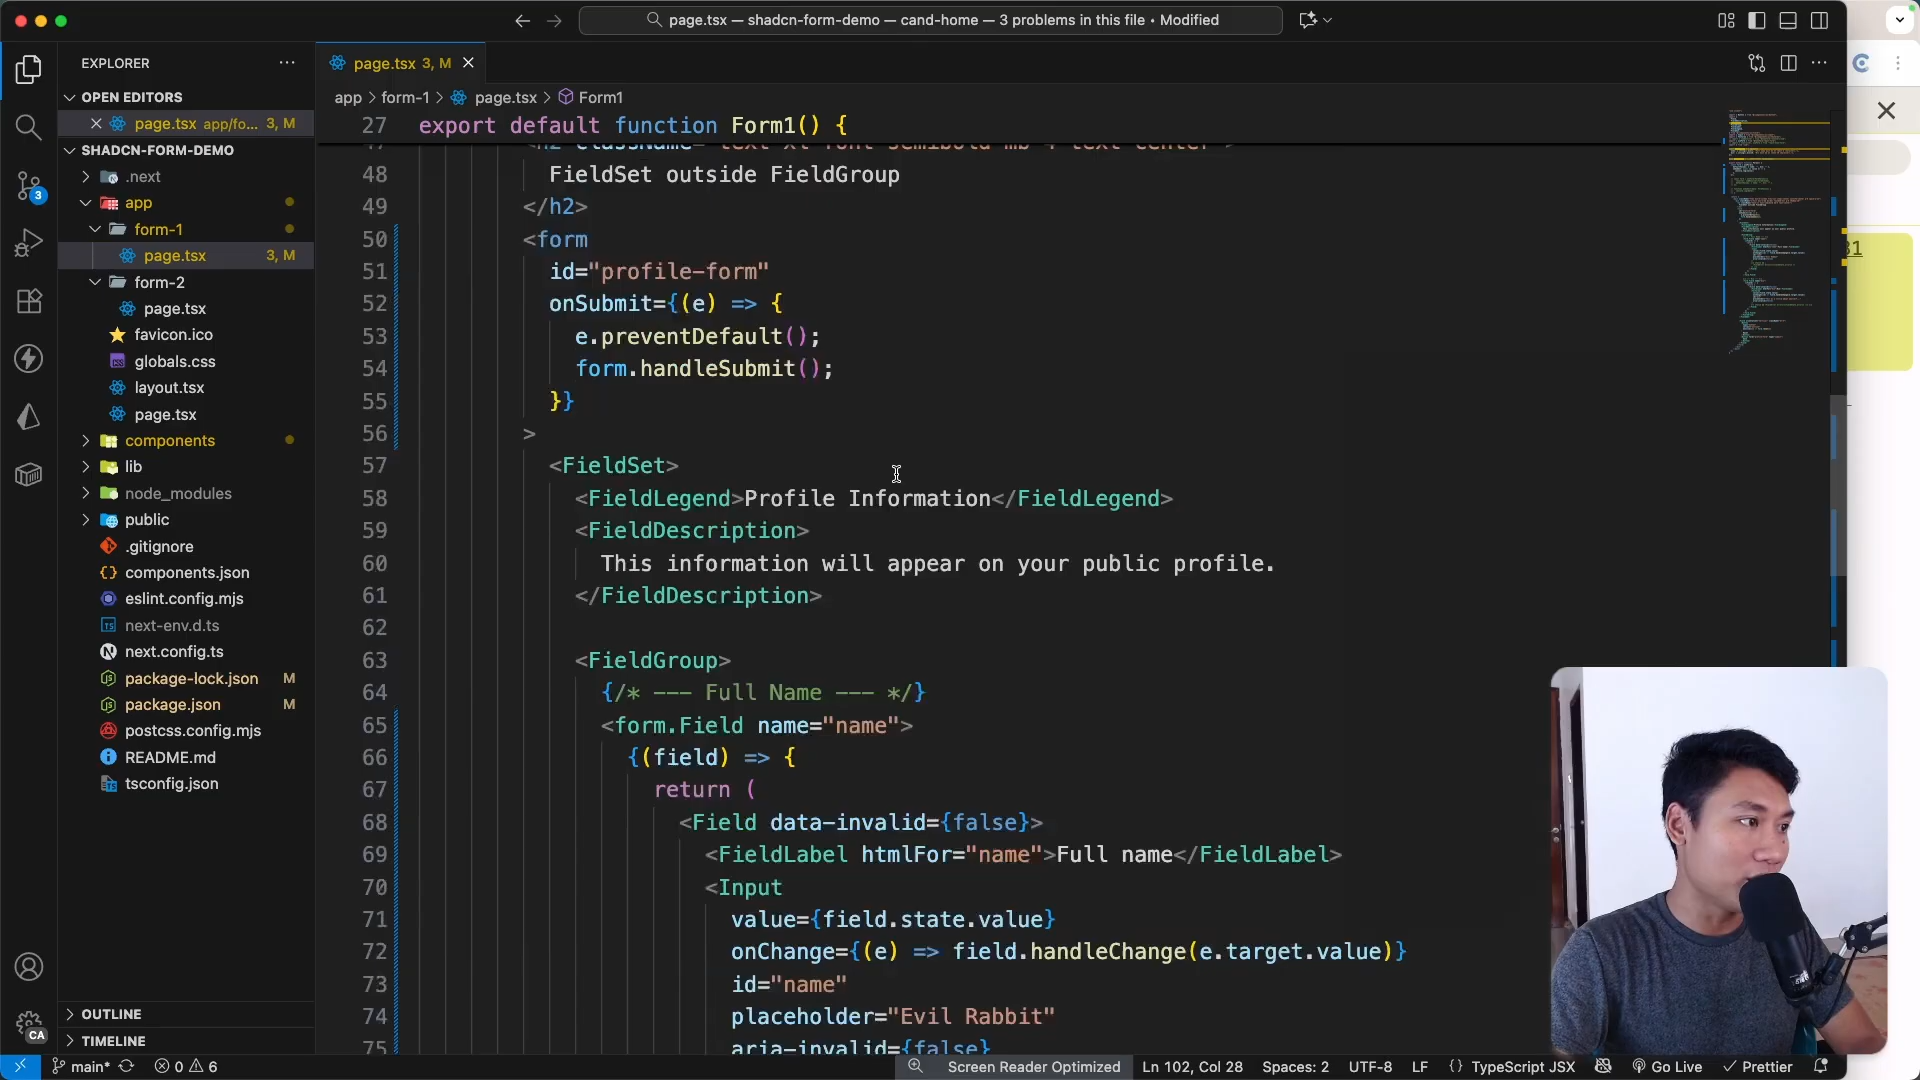 page.tsx — shadcn-form-demo — cand-home — 3 problems in this file • Modified
EXPLORER
OPEN EDITORS
page.tsx app/fo... 3, M
SHADCN-FORM-DEMO
.next
app
form-1
page.tsx 3, M
form-2
page.tsx
favicon.ico
globals.css
layout.tsx
page.tsx
components
lib
node_modules
public
.gitignore
components.json
eslint.config.mjs
next-env.d.ts
next.config.ts
package-lock.json M
package.json M
postcss.config.mjs
README.md
tsconfig.json
OUTLINE
TIMELINE
3
CA
page.tsx 3, M
app > form-1 > page.tsx > Form1
27 export default function Form1() {
48 FieldSet outside FieldGroup
49 </h2>
50 <form
51 id="profile-form"
52 onSubmit={(e) => {
53 e.preventDefault();
54 form.handleSubmit();
55 }}
56 >
57 <FieldSet>
58 <FieldLegend>Profile Information</FieldLegend>
59 <FieldDescription>
60 This information will appear on your public profile.
61 </FieldDescription>
62
63 <FieldGroup>
64 {/* --- Full Name --- */}
65 <form.Field name="name">
66 {(field) => {
67 return (
68 <Field data-invalid={false}>
69 <FieldLabel htmlFor="name">Full name</FieldLabel>
70 <Input
71 value={field.state.value}
72 onChange={(e) => field.handleChange(e.target.value)}
73 id="name"
74 placeholder="Evil Rabbit"
75 aria-invalid={false}
main* 0 6
Screen Reader Optimized Ln 102, Col 28 Spaces: 2 UTF-8 LF {} TypeScript JSX Go Live Prettier